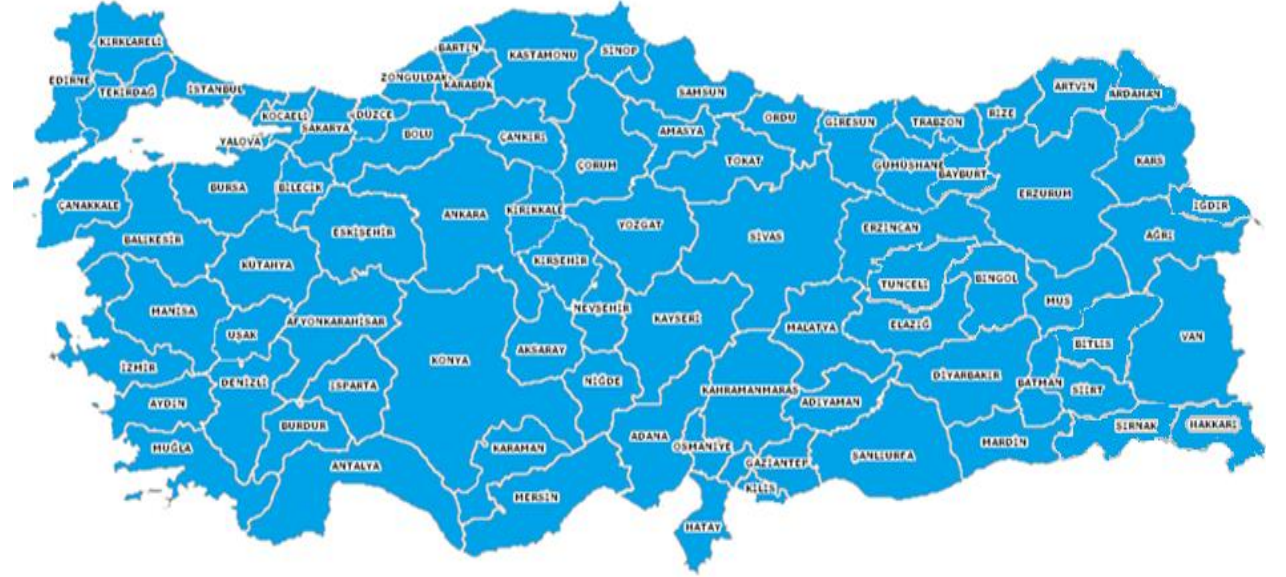 KIRKLARELİ
EDİRNE
TEKİRDAĞ
İSTANBUL
KOCAELİ
YALOVA
SAKARYA
DÜZCE
ZONGULDAK
BARTIN
KARABÜK
KASTAMONU
SİNOP
BOLU
ÇANKIRI
ÇORUM
SAMSUN
AMASYA
TOKAT
ORDU
GİRESUN
TRABZON
RİZE
ARTVİN
ARDAHAN
GÜMÜŞHANE
BAYBURT
ERZURUM
KARS
IĞDIR
AĞRI
ÇANAKKALE
BURSA
BİLECİK
BALIKESİR
KÜTAHYA
ESKİŞEHİR
ANKARA
KIRIKKALE
YOZGAT
SİVAS
ERZİNCAN
KIRŞEHİR
TUNCELİ
BİNGÖL
MUŞ
MANİSA
UŞAK
AFYONKARAHİSAR
NEVŞEHİR
KAYSERİ
MALATYA
ELAZIĞ
BİTLİS
VAN
İZMİR
DENİZLİ
ISPARTA
KONYA
AKSARAY
NİĞDE
KAHRAMANMARAŞ
ADIYAMAN
DİYARBAKIR
BATMAN
SİİRT
AYDIN
BURDUR
MUĞLA
ANTALYA
KARAMAN
MERSİN
ADANA
OSMANİYE
GAZİANTEP
KİLİS
HATAY
ŞANLIURFA
MARDİN
ŞIRNAK
HAKKARİ